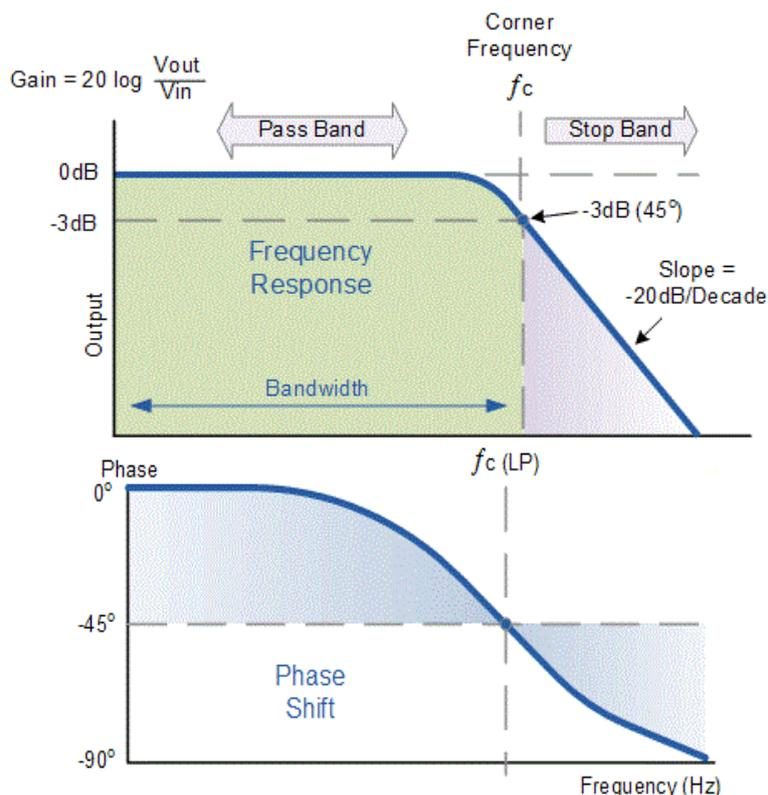 Corner
Frequency
fc
Gain = 20 log Vout
Vin
Pass Band
Stop Band
0dB
-3dB
-3dB (45°)
Frequency
Response
Slope =
-20dB/Decade
Output
Bandwidth
fc (LP)
Phase
0°
-45°
Phase
Shift
-90°
Frequency (Hz)